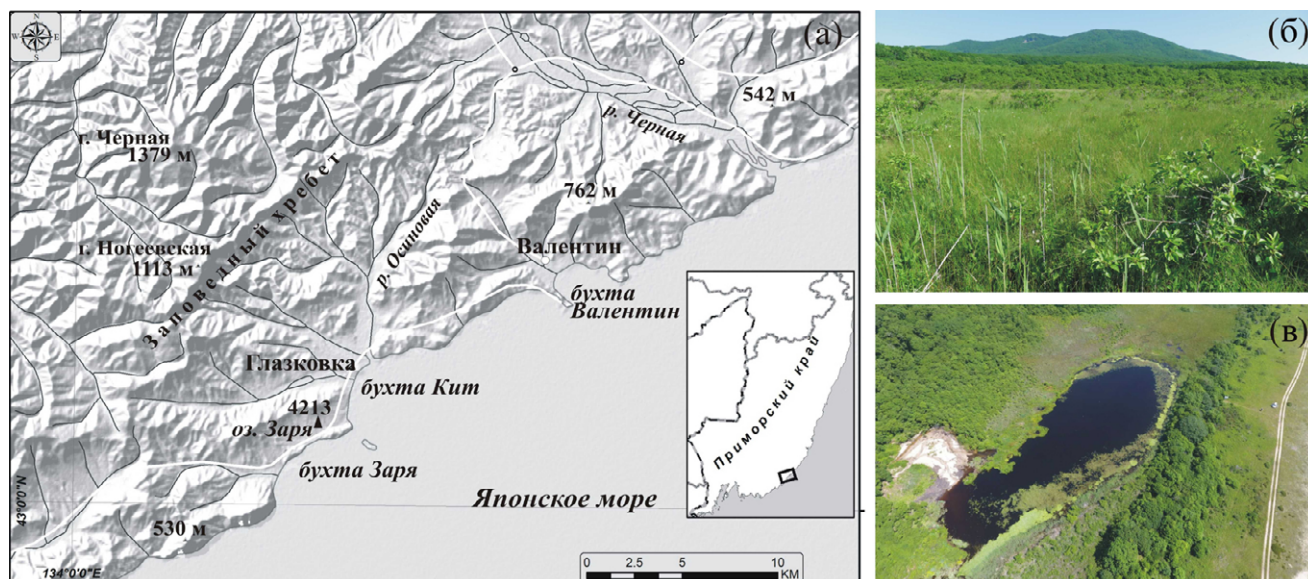 N
W E
S
(а)
г. Черная
1379 м
542 м
р. Черная
Заповедный хребет
762 м
р. Осиновая
г. Ногеевская
1113 м
Валентин
бухта
Валентин
Глазковка
бухта Кит
4213
оз. Заря
бухта Заря
Японское море
530 м
43°0'0"N
134°0'0"E
0 2.5 5 10
КМ
Приморский край
(б)
(в)